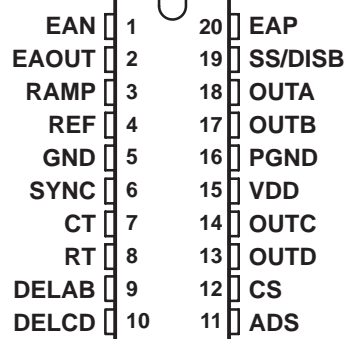 EAN 1 20 EAP
EAOUT 2 19 SS/DISB
RAMP 3 18 OUTA
REF 4 17 OUTB
GND 5 16 PGND
SYNC 6 15 VDD
CT 7 14 OUTC
RT 8 13 OUTD
DELAB 9 12 CS
DELCD 10 11 ADS